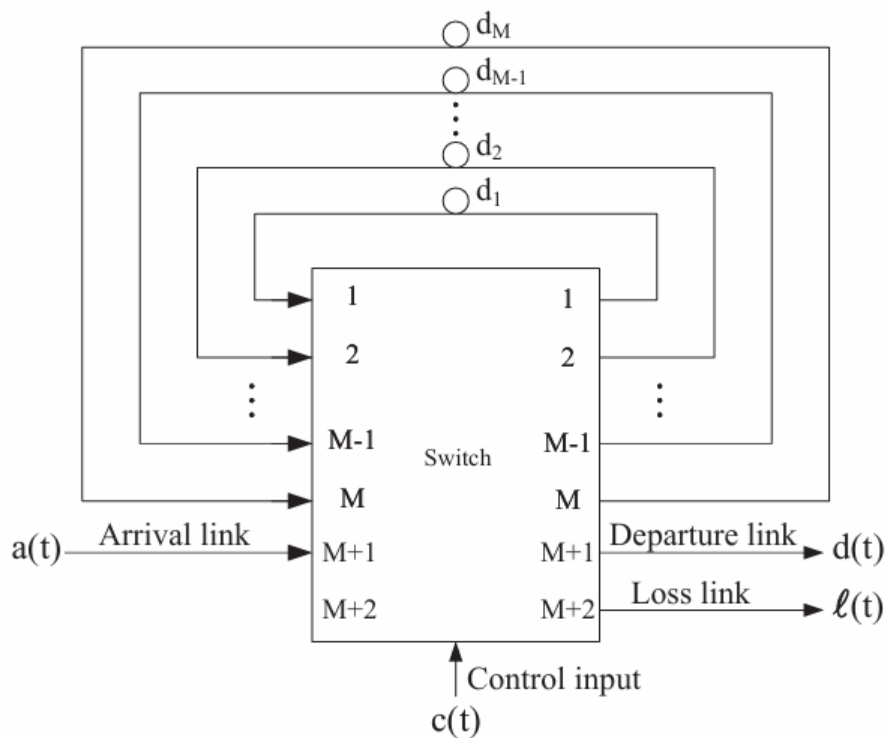 d_M
d_{M-1}
d_2
d_1
1 1
2 2
M-1 M-1
Switch
M M
a(t) Arrival link M+1 M+1 Departure link d(t)
M+2 M+2 Loss link ℓ(t)
Control input
c(t)